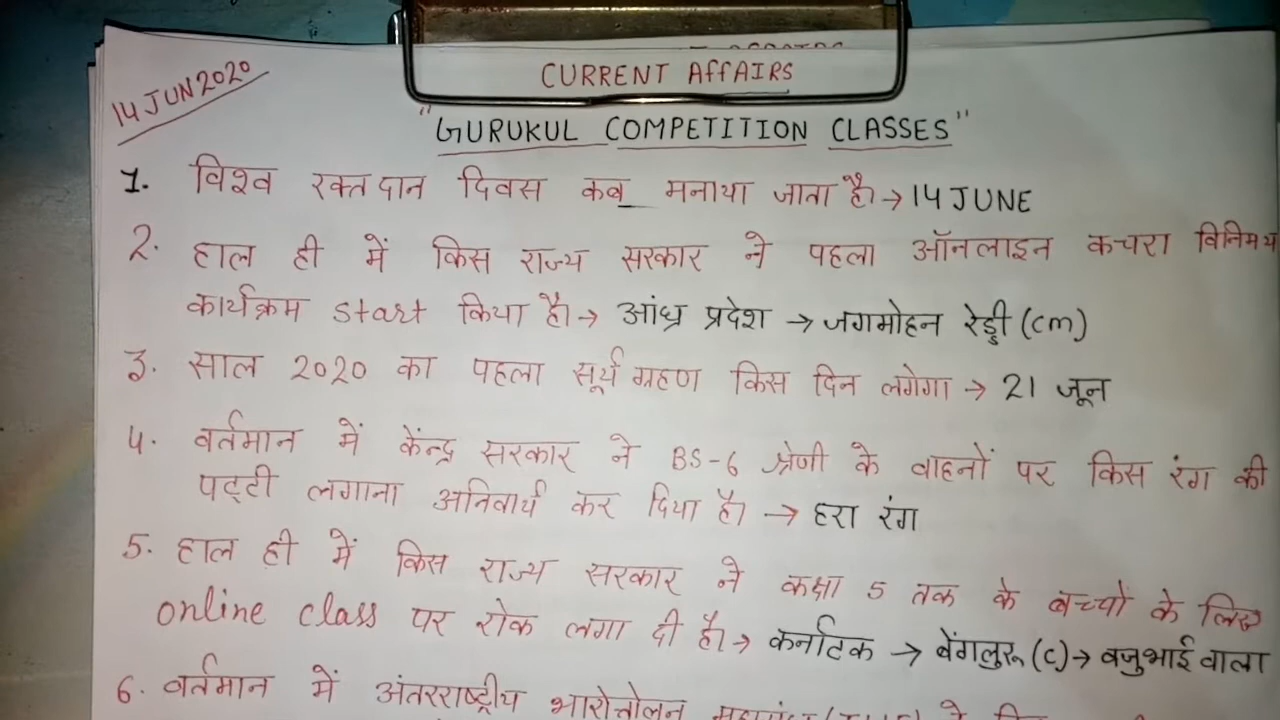 14 JUN 2020
CURRENT AffAIRS
"GURUKUL COMPETITION CLASSES"
1. विश्व रक्तदान दिवस कब मनाया जाता है। → 14 JUNE
2. हाल ही में किस राज्य सरकार ने पहला ऑनलाइन कचरा विनिमय
कार्यक्रम start किया है। → आंध्र प्रदेश → जगमोहन रेड्डी (cm)
3. साल 2020 का पहला सूर्य ग्रहण किस दिन लगेगा → 21 जून
4. वर्तमान में केंन्द्र सरकार ने BS-6 श्रेणी के वाहनों पर किस रंग की
पट्टी लगाना अनिवार्य कर दिया है। → हरा रंग
5. हाल ही में किस राज्य सरकार ने कक्षा 5 तक के बच्चों के लिए
online class पर रोक लगा दी है। → कर्नाटक → बेंगलुरू (c) → वजुभाई वाला
6. वर्तमान में अंतरराष्ट्रीय भारोत्तोलन